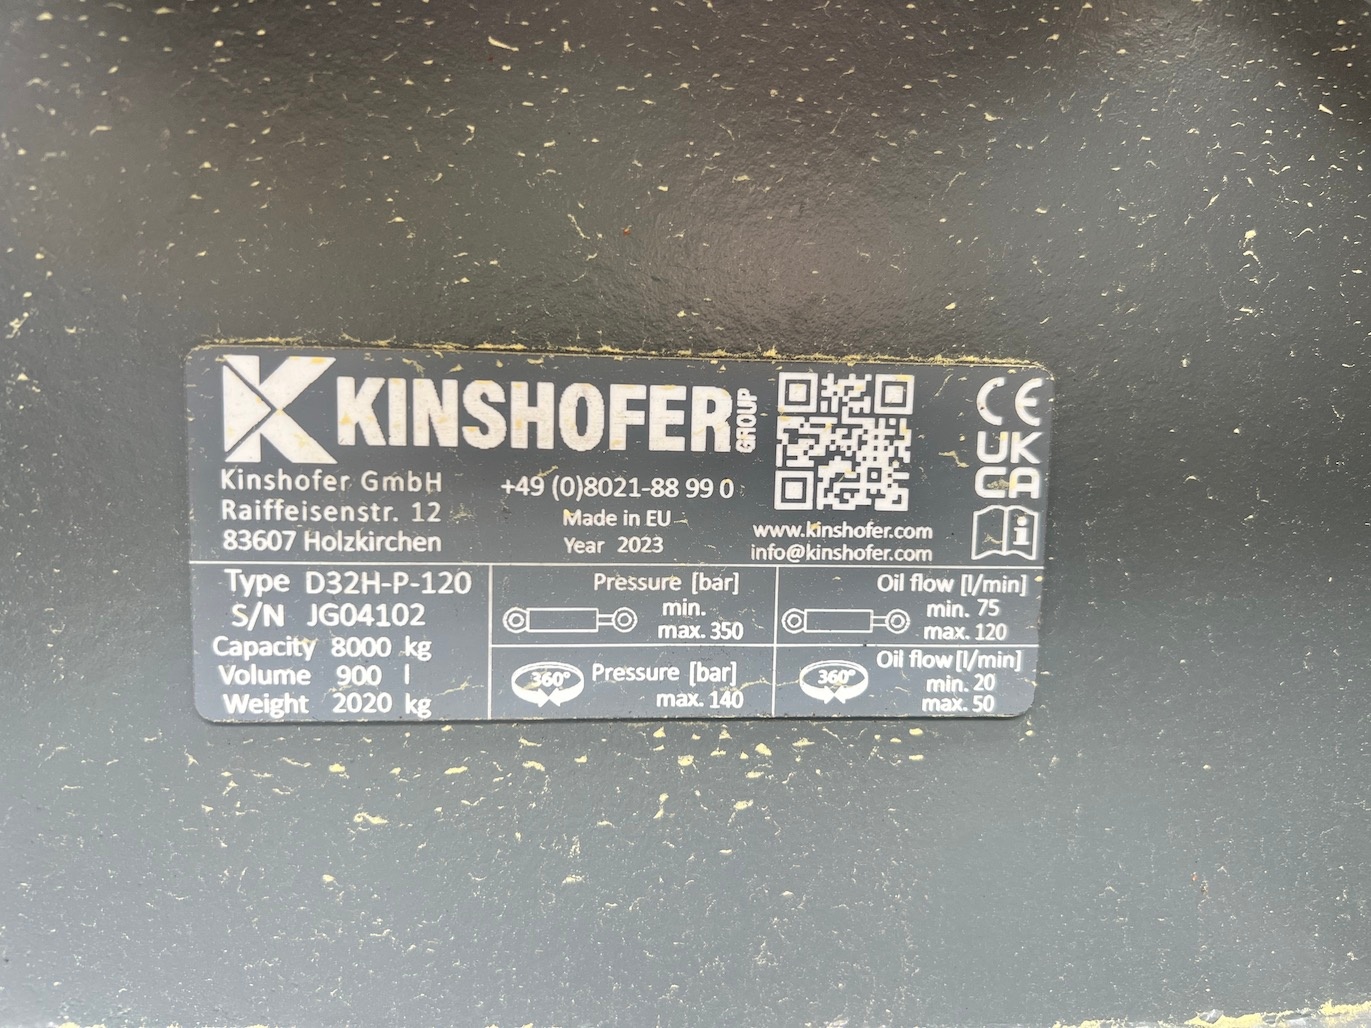 KINSHOFER GROUP
Kinshofer GmbH
Raiffeisenstr. 12
83607 Holzkirchen
+49 (0)8021-88 99 0
Made in EU
Year 2023
www.kinshofer.com
info@kinshofer.com
CE
UK
CA
i
Type D32H-P-120
S/N JG04102
Capacity 8000 kg
Volume 900 l
Weight 2020 kg
Pressure [bar]
min.
max. 350
Oil flow [l/min]
min. 75
max. 120
360°
Pressure [bar]
max. 140
360°
Oil flow[l/min]
min. 20
max. 50